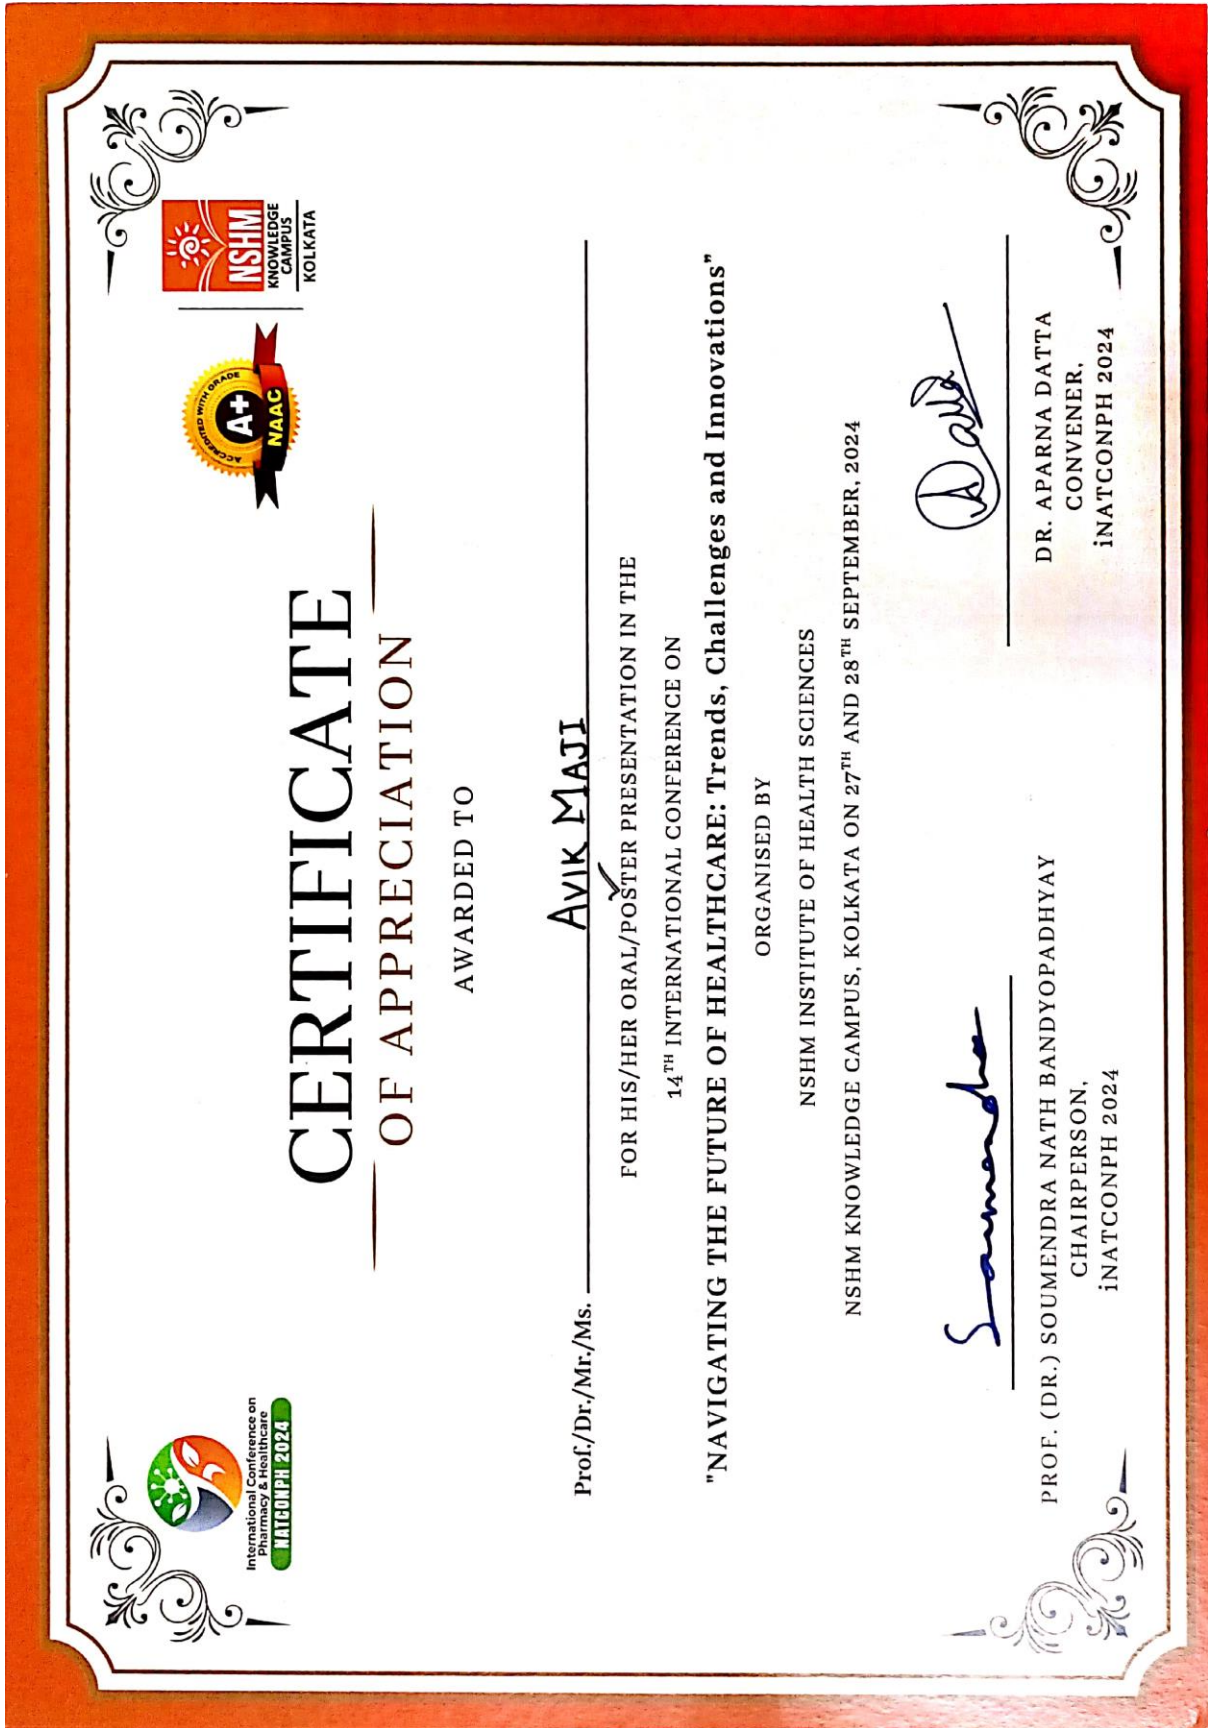 International Conference on
Pharmacy & Healthcare
NATCONPH 2024
ACCREDITED WITH GRADE
A+
NAAC
NSHM
KNOWLEDGE
CAMPUS
KOLKATA
CERTIFICATE
OF APPRECIATION
AWARDED TO
Prof./Dr./Mr./Ms. AVIK MAJI
FOR HIS/HER ORAL/POSTER PRESENTATION IN THE
14TH INTERNATIONAL CONFERENCE ON
"NAVIGATING THE FUTURE OF HEALTHCARE: Trends, Challenges and Innovations"
ORGANISED BY
NSHM INSTITUTE OF HEALTH SCIENCES
NSHM KNOWLEDGE CAMPUS, KOLKATA ON 27TH AND 28TH SEPTEMBER, 2024
Soumendra
ADatta
PROF. (DR.) SOUMENDRA NATH BANDYOPADHYAY
CHAIRPERSON,
iNATCONPH 2024
DR. APARNA DATTA
CONVENER,
iNATCONPH 2024